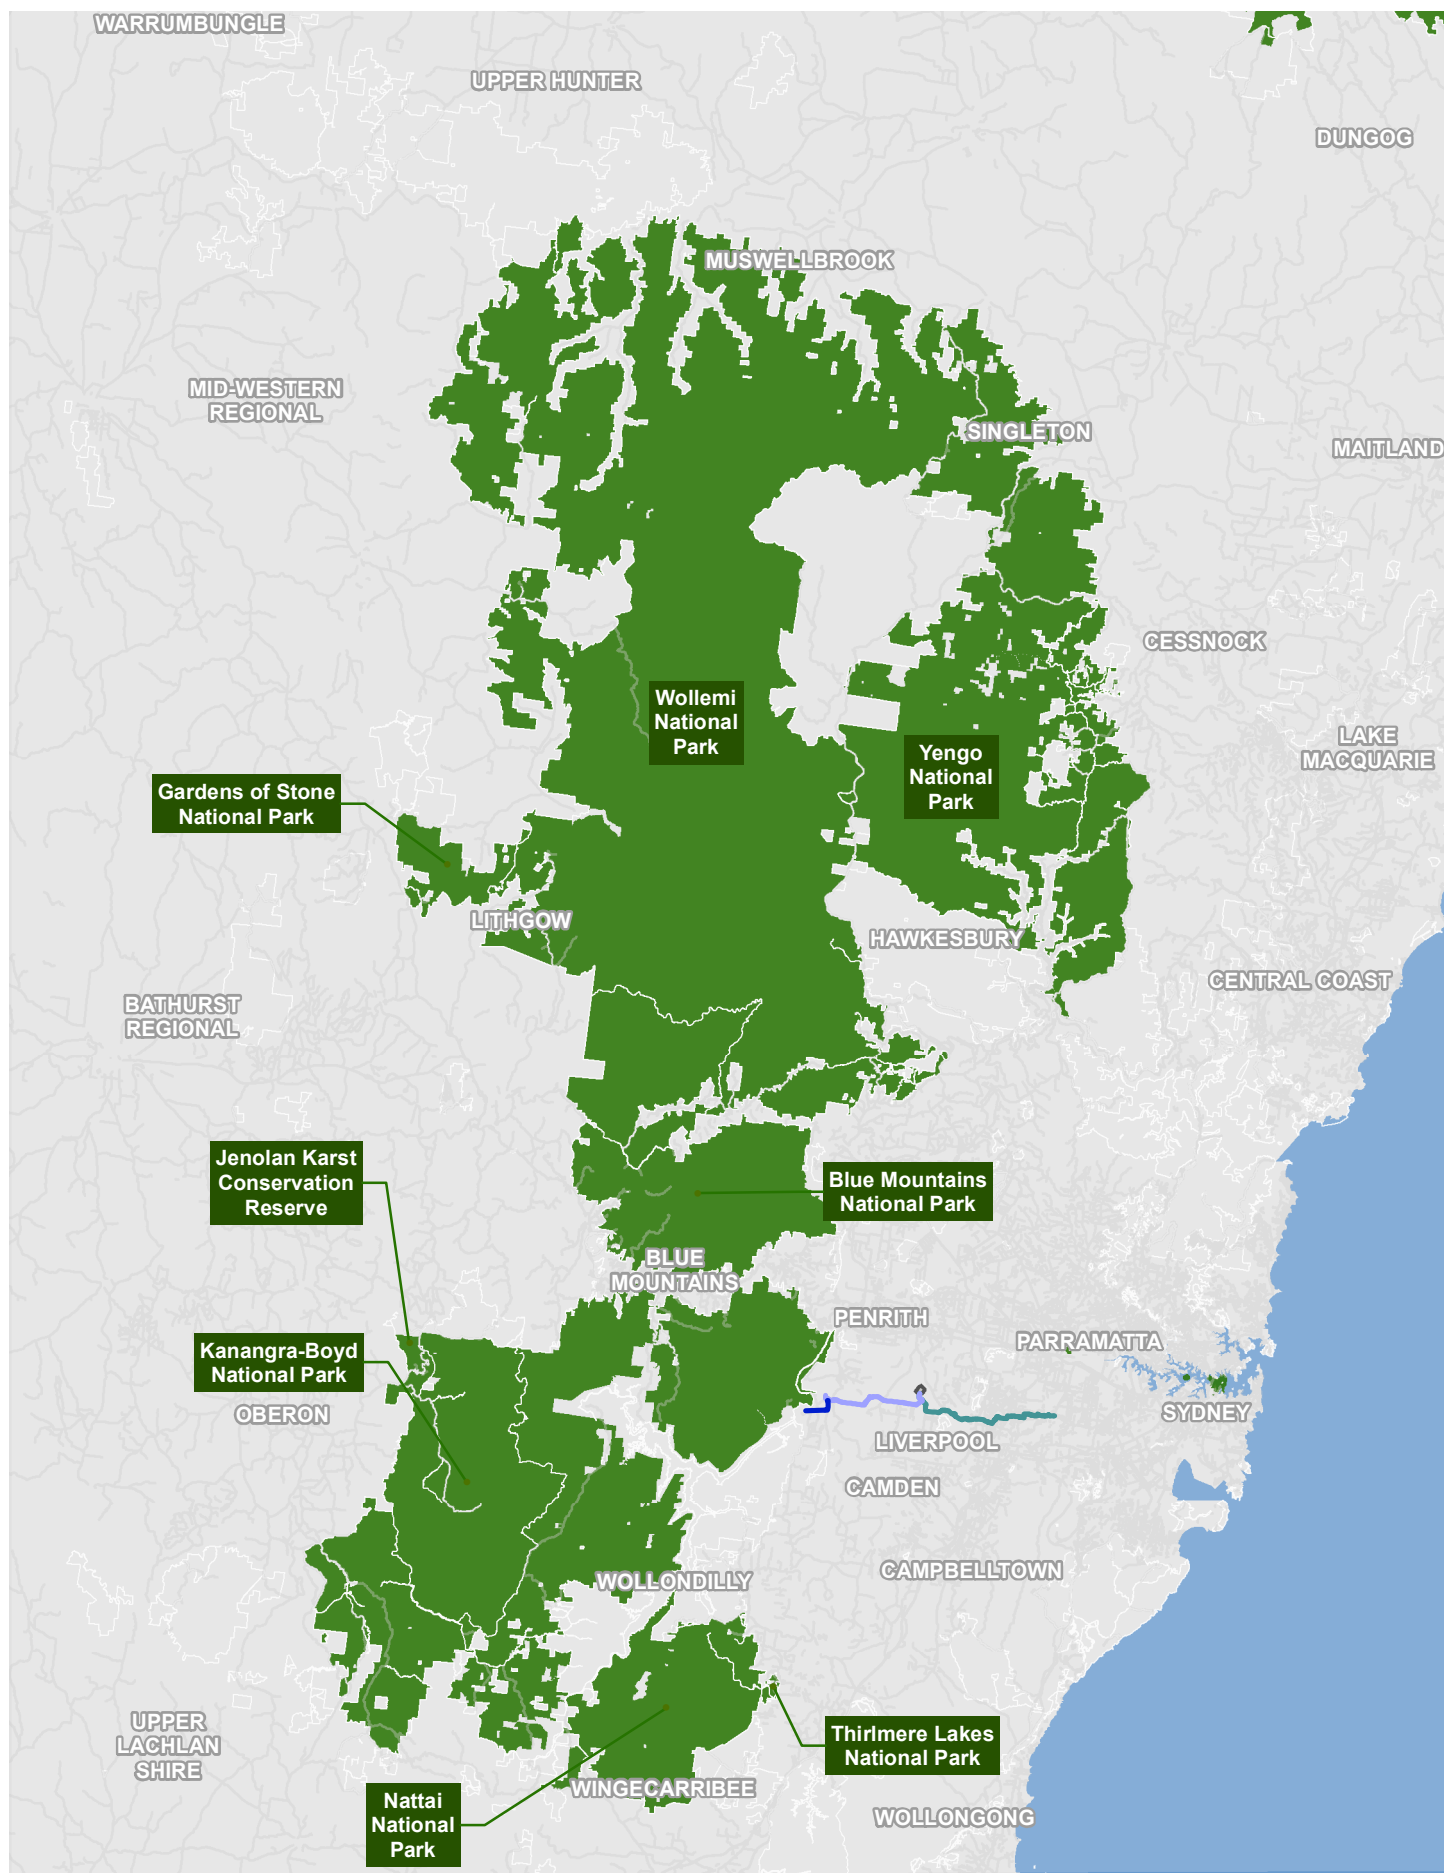 WARRUMBUNGLE
UPPER HUNTER
DUNGOG
MUSWELLBROOK
MID-WESTERN
REGIONAL
SINGLETON
MAITLAND
CESSNOCK
Wollemi
National
Park
Yengo
National
Park
LAKE
MACQUARIE
Gardens of Stone
National Park
LITHGOW
HAWKESBURY
CENTRAL COAST
BATHURST
REGIONAL
Jenolan Karst
Conservation
Reserve
Blue Mountains
National Park
BLUE
MOUNTAINS
PENRITH
PARRAMATTA
Kanangra-Boyd
National Park
OBERON
SYDNEY
LIVERPOOL
CAMDEN
CAMPBELLTOWN
WOLLONDILLY
UPPER
LACHLAN
SHIRE
Thirlmere Lakes
National Park
WINGECARRIBEE
Nattai
National
Park
WOLLONGONG